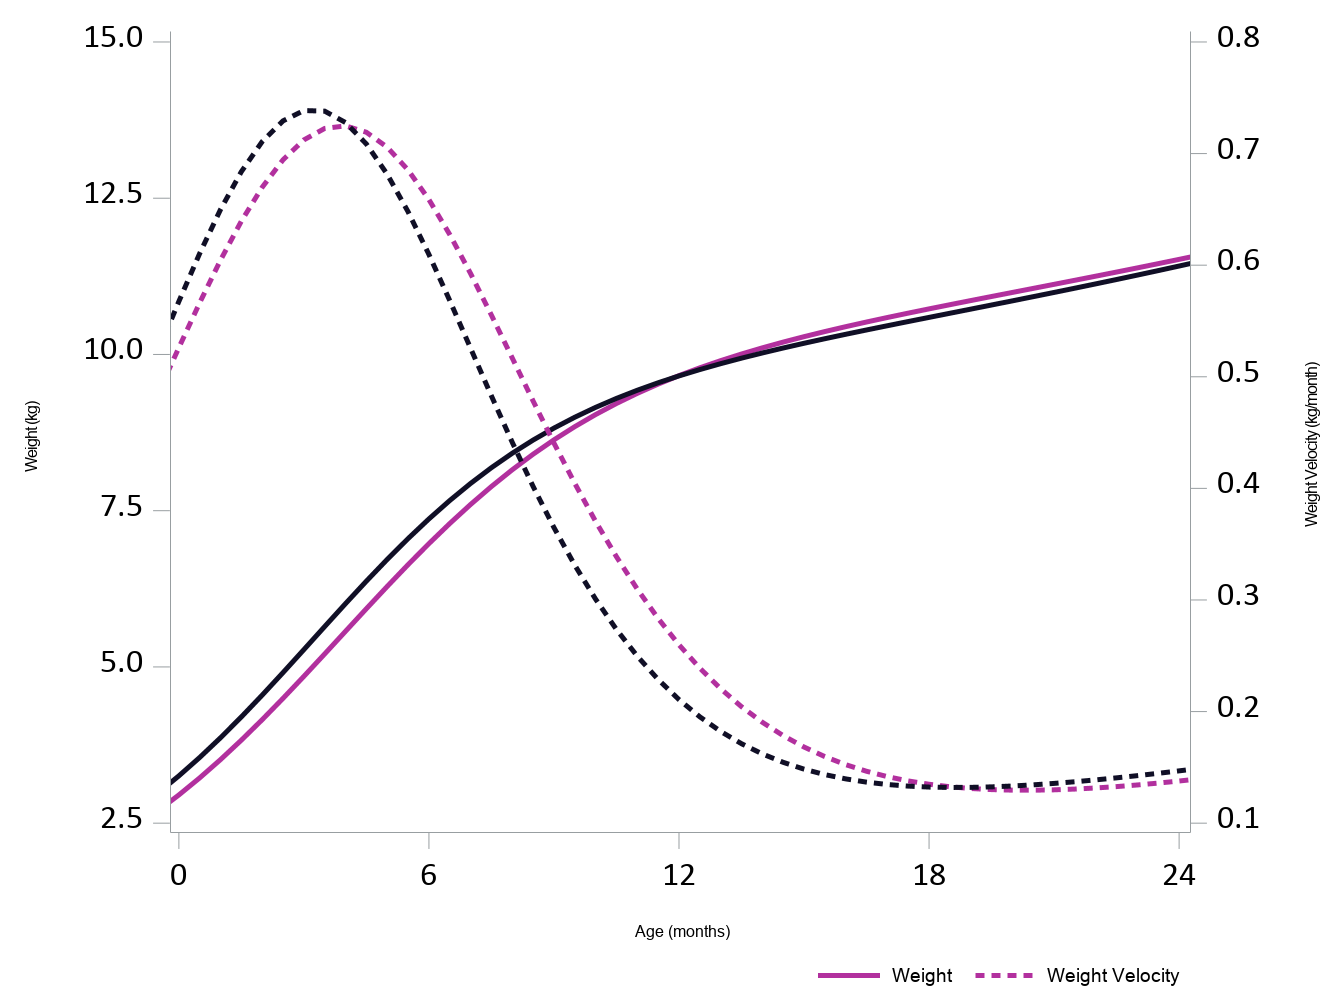 15.0
12.5
10.0
7.5
5.0
2.5
Weight (kg)
0.8
0.7
0.6
0.5
0.4
0.3
0.2
0.1
Weight Velocity (kg/month)
0 6 12 18 24
Age (months)
Weight Weight Velocity